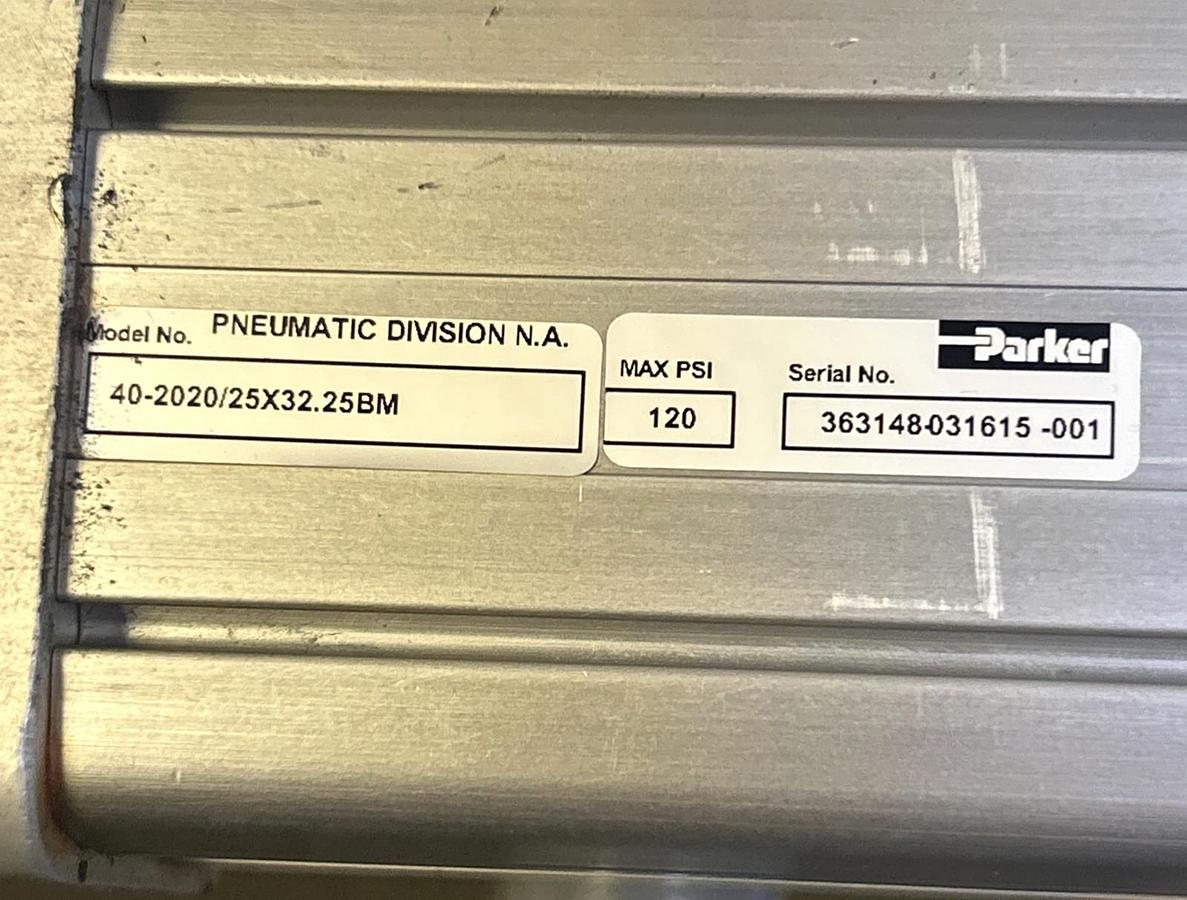 Model No. PNEUMATIC DIVISION N.A.
40-2020/25X32.25BM
Parker
MAX PSI Serial No.
120 363148-031615 -001